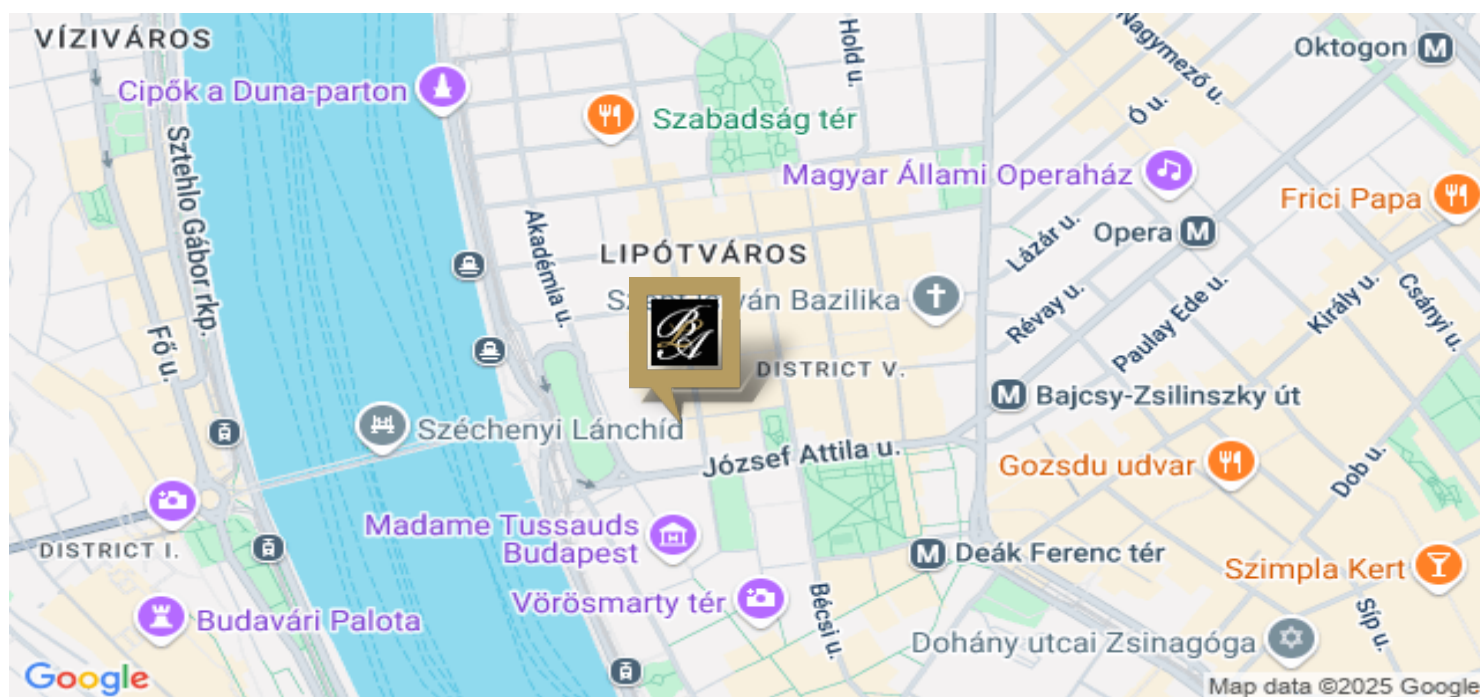 VÍZIVÁROS
Hold u.
Nagymező u.
Oktogon M
Cipők a Duna-parton
Szabadság tér
Ó u.
Sztehlo Gábor rkp.
Magyar Állami Operaház
Frici Papa
Akadémia u.
LIPÓTVÁROS
Lázár u.
Opera M
Bazilika
Révay u.
Paulay Ede u.
Király u.
Csányi u.
Fő u.
BLA
DISTRICT V.
M Bajcsy-Zsilinszky út
Széchenyi Lánchíd
József Attila u.
Gozsdu udvar
Dob u.
Madame Tussauds
Budapest
DISTRICT I.
M Deák Ferenc tér
Szimpla Kert
Vörösmarty tér
Bécsi u.
Síp u.
Budavári Palota
Dohány utcai Zsinagóga
Google
Map data ©2025 Google